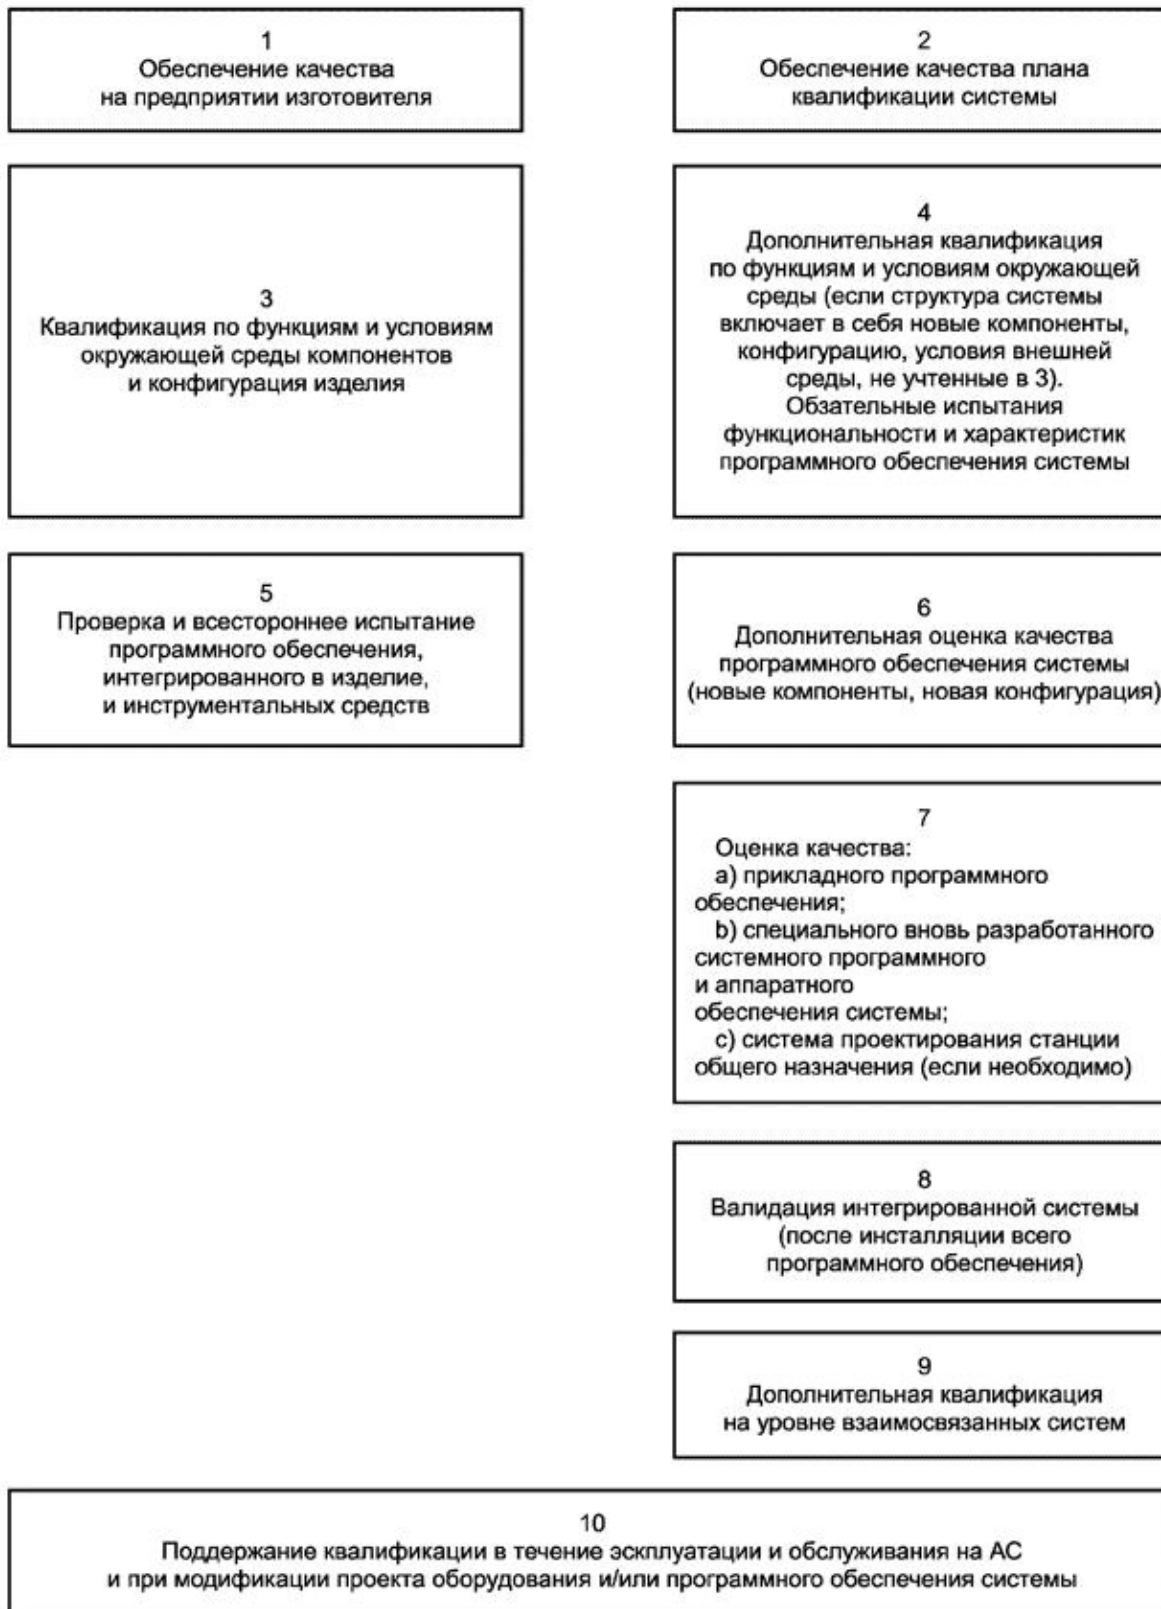 1
Обеспечение качества
на предприятии изготовителя
2
Обеспечение качества плана
квалификации системы
3
Квалификация по функциям и условиям
окружающей среды компонентов
и конфигурация изделия
4
Дополнительная квалификация
по функциям и условиям окружающей
среды (если структура системы
включает в себя новые компоненты,
конфигурацию, условия внешней
среды, не учтенные в 3).
Обзательные испытания
функциональности и характеристик
программного обеспечения системы
5
Проверка и всестороннее испытание
программного обеспечения,
интегрированного в изделие,
и инструментальных средств
6
Дополнительная оценка качества
программного обеспечения системы
(новые компоненты, новая конфигурация)
7
Оценка качества:
a) прикладного программного
обеспечения;
b) специального вновь разработанного
системного программного
и аппаратного
обеспечения системы;
c) система проектирования станции
общего назначения (если необходимо)
8
Валидация интегрированной системы
(после инсталляции всего
программного обеспечения)
9
Дополнительная квалификация
на уровне взаимосвязанных систем
10
Поддержание квалификации в течение эскплуатации и обслуживания на АС
и при модификации проекта оборудования и/или программного обеспечения системы